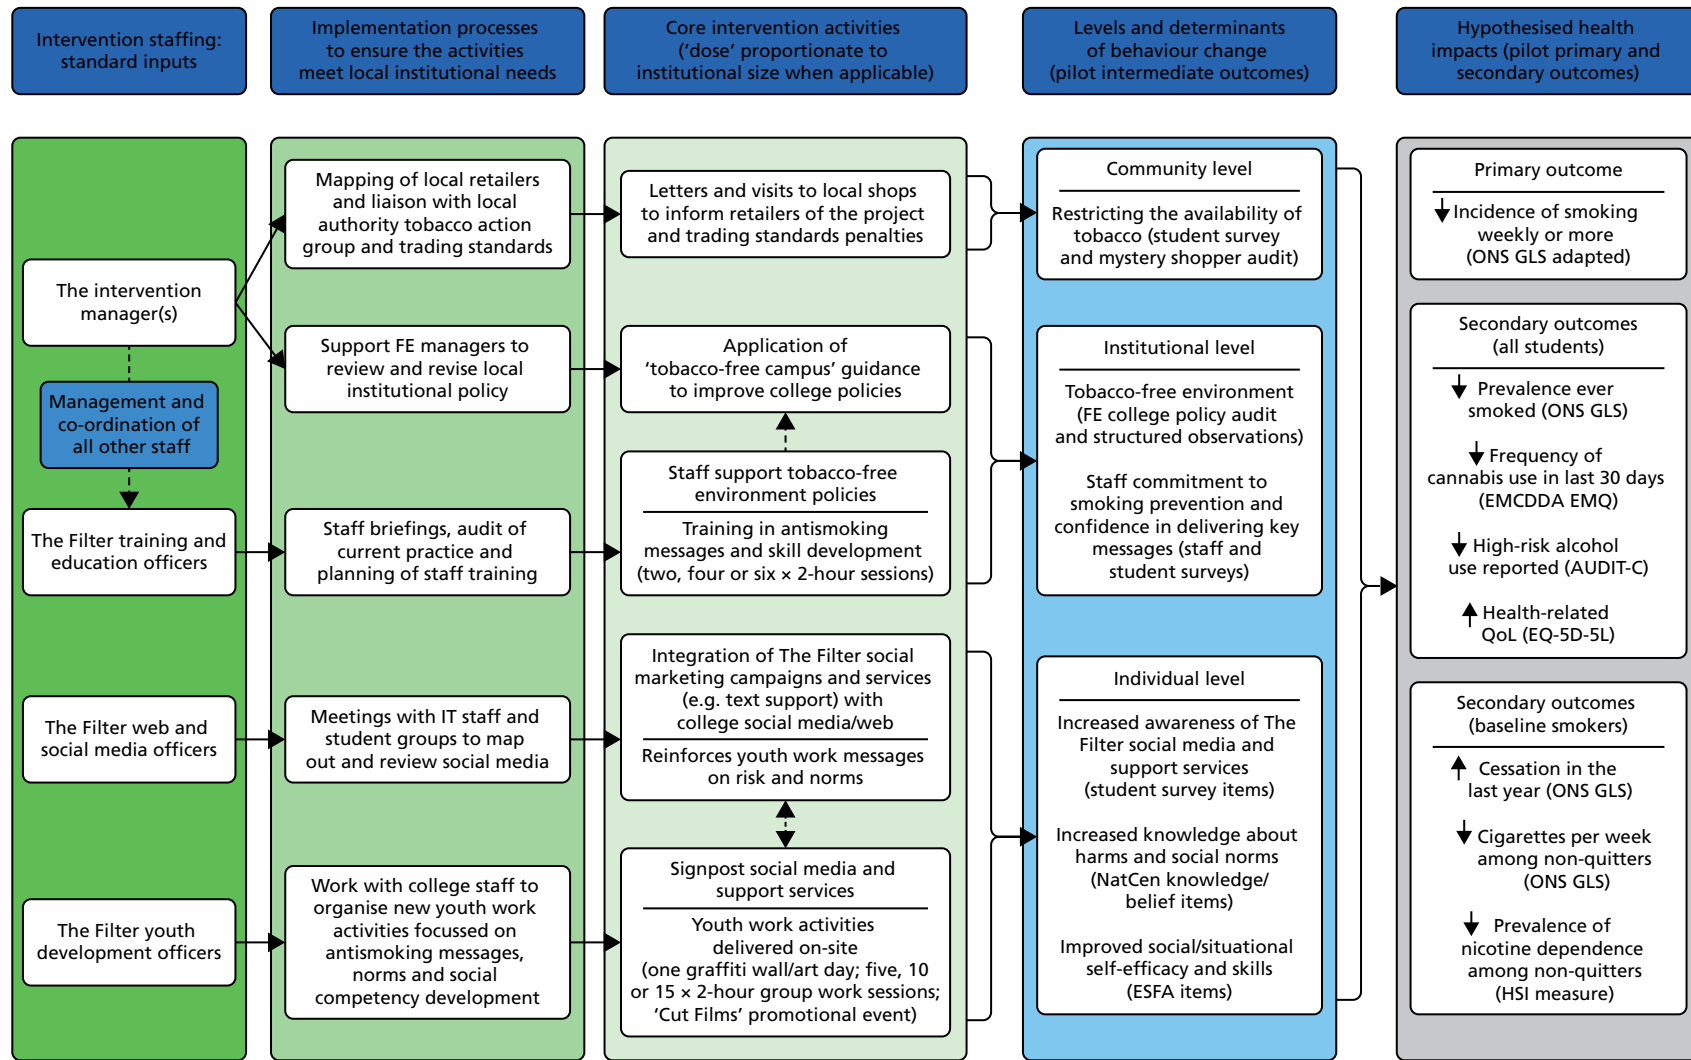 Intervention staffing:
standard inputs
Implementation processes
to ensure the activities
meet local institutional needs
Core intervention activities
(‘dose’ proportionate to
institutional size when applicable)
Levels and determinants
of behaviour change
(pilot intermediate outcomes)
Hypothesised health
impacts (pilot primary and
secondary outcomes)
The intervention
manager(s)
Management and
co-ordination of
all other staff
The Filter training and
education officers
The Filter web and
social media officers
The Filter youth
development officers
Mapping of local retailers
and liaison with local
authority tobacco action
group and trading standards
Support FE managers to
review and revise local
institutional policy
Staff briefings, audit of
current practice and
planning of staff training
Meetings with IT staff and
student groups to map
out and review social media
Work with college staff to
organise new youth work
activities focussed on
antismoking messages,
norms and social
competency development
Letters and visits to local shops
to inform retailers of the project
and trading standards penalties
Application of
‘tobacco-free campus’ guidance
to improve college policies
Staff support tobacco-free
environment policies
Training in antismoking
messages and skill development
(two, four or six × 2-hour sessions)
Integration of The Filter social
marketing campaigns and services
(e.g. text support) with
college social media/web
Reinforces youth work messages
on risk and norms
Signpost social media and
support services
Youth work activities
delivered on-site
(one graffiti wall/art day; five, 10
or 15 × 2-hour group work sessions;
‘Cut Films’ promotional event)
Community level
Restricting the availability of
tobacco (student survey
and mystery shopper audit)
Institutional level
Tobacco-free environment
(FE college policy audit
and structured observations)
Staff commitment to
smoking prevention and
confidence in delivering key
messages (staff and
student surveys)
Individual level
Increased awareness of The
Filter social media and
support services
(student survey items)
Increased knowledge about
harms and social norms
(NatCen knowledge/
belief items)
Improved social/situational
self-efficacy and skills
(ESFA items)
Primary outcome
Incidence of smoking
weekly or more
(ONS GLS adapted)
Secondary outcomes
(all students)
Prevalence ever
smoked (ONS GLS)
Frequency of
cannabis use in last 30 days
(EMCDDA EMQ)
High-risk alcohol
use reported (AUDIT-C)
Health-related
QoL (EQ-5D-5L)
Secondary outcomes
(baseline smokers)
Cessation in the
last year (ONS GLS)
Cigarettes per week
among non-quitters
(ONS GLS)
Prevalence of
nicotine dependence
among non-quitters
(HSI measure)